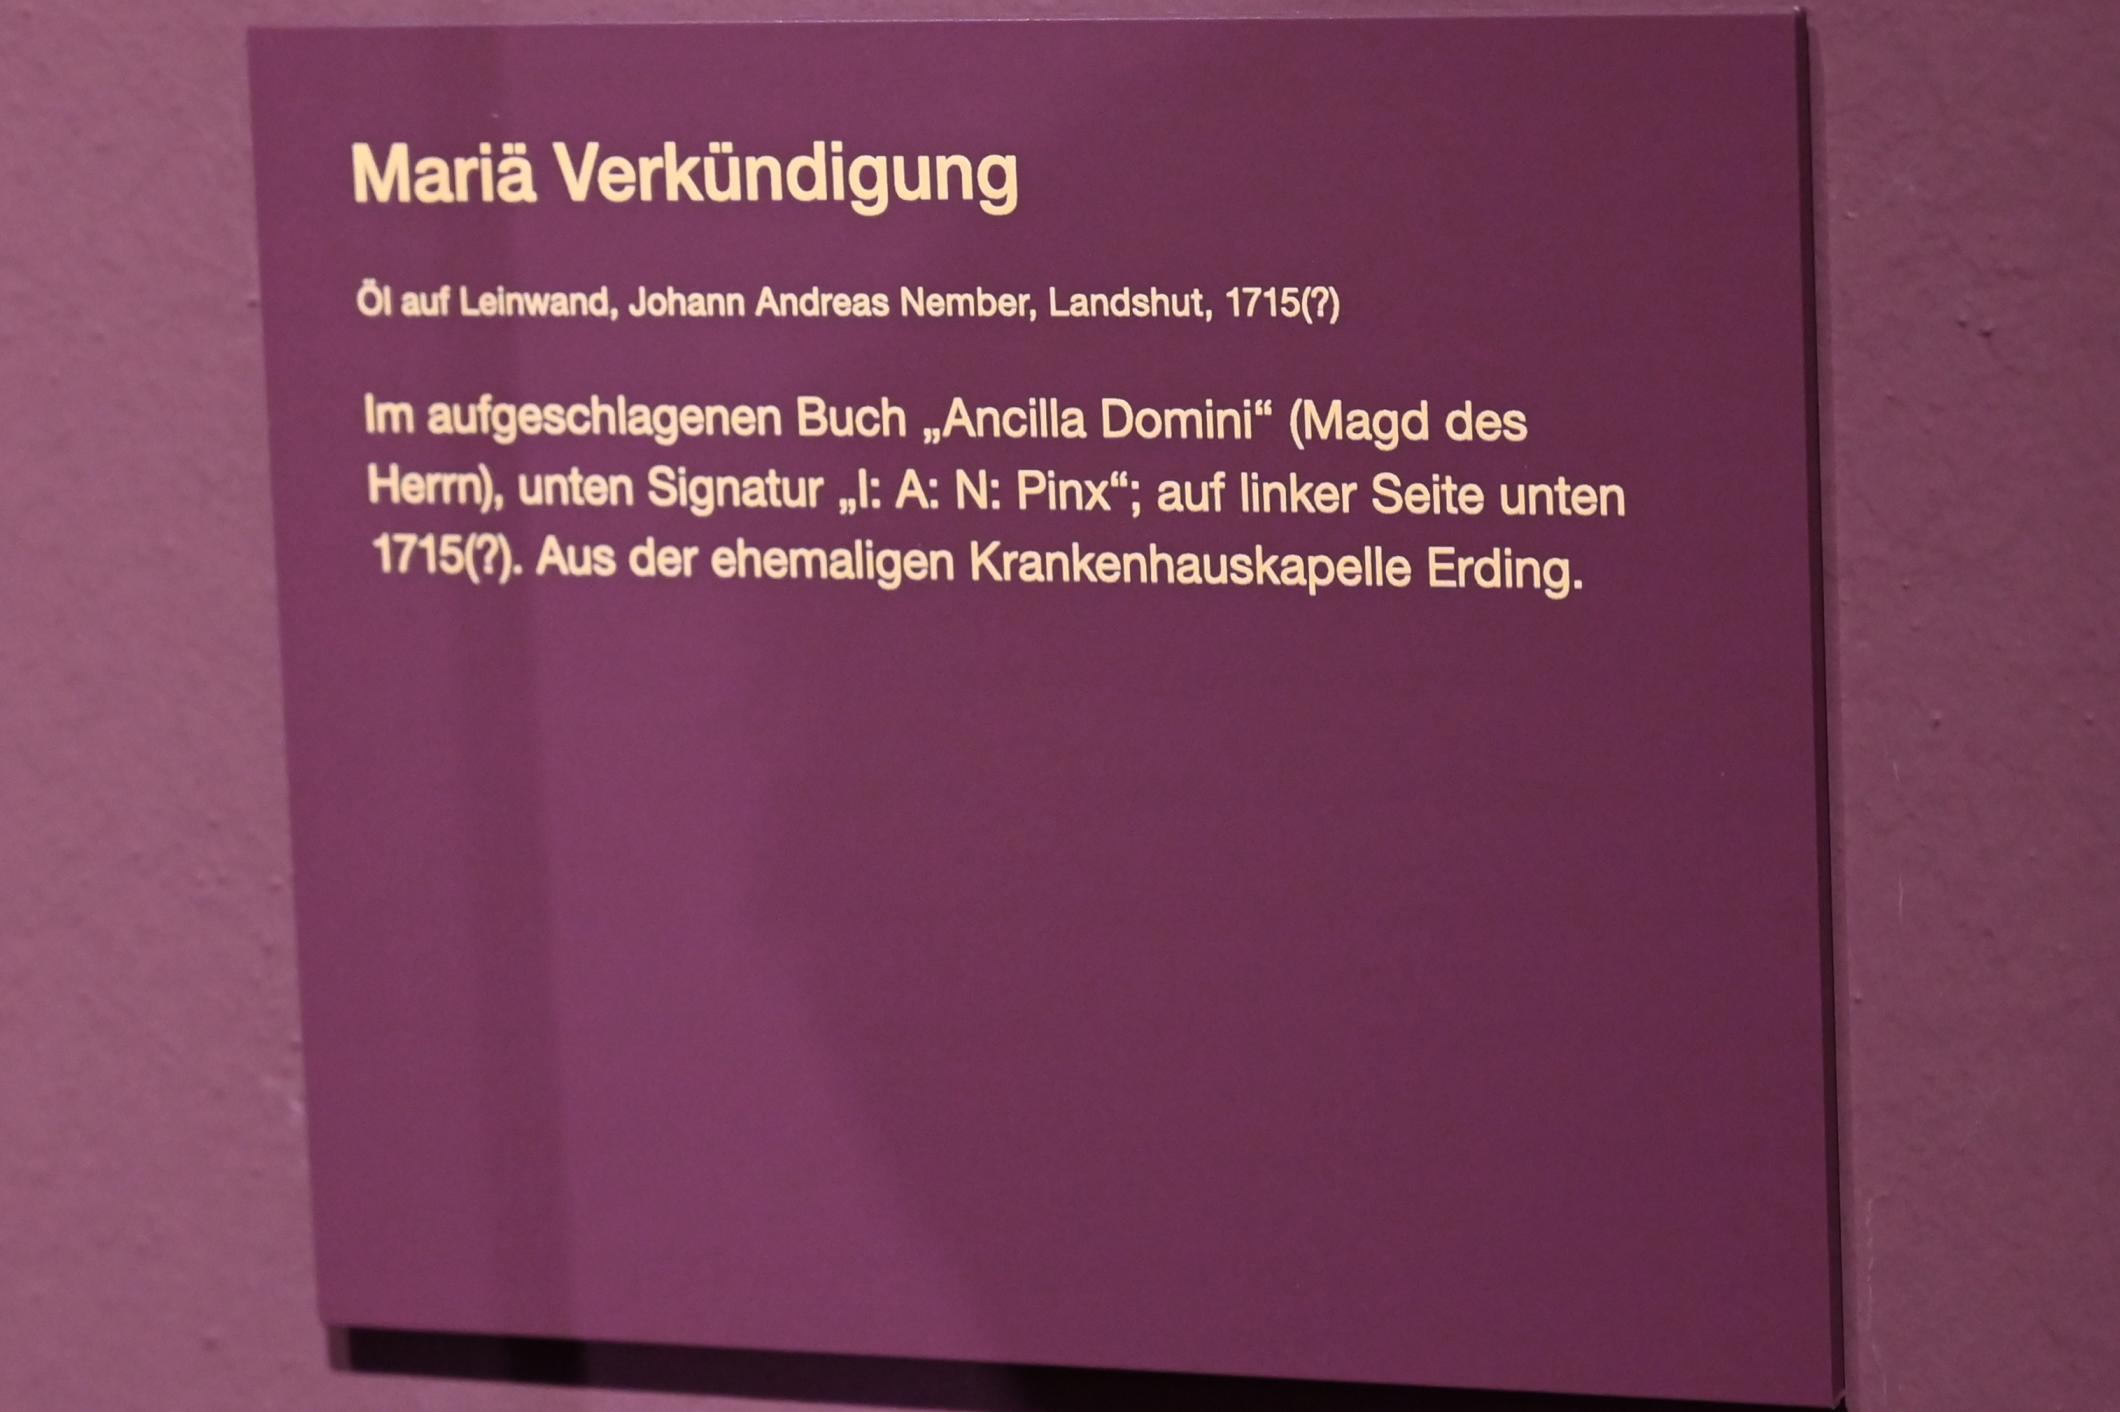 Mariä Verkündigung
Öl auf Leinwand, Johann Andreas Nember, Landshut, 1715(?)
Im aufgeschlagenen Buch „Ancilla Domini“ (Magd des
Herrn), unten Signatur „I: A: N: Pinx“; auf linker Seite unten
1715(?). Aus der ehemaligen Krankenhauskapelle Erding.